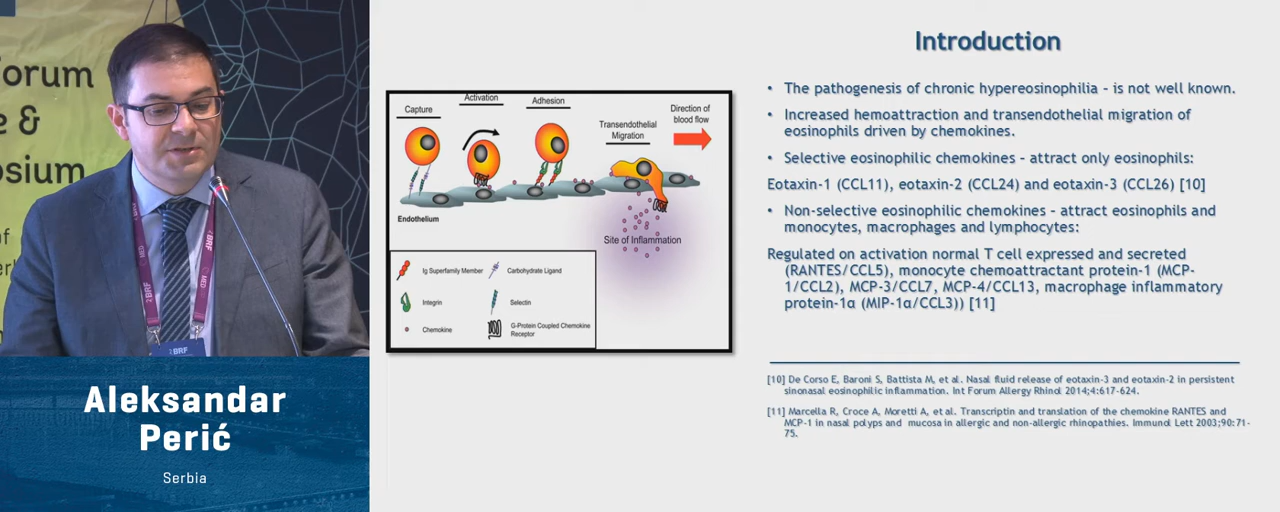 orum
e &
osium
BRF
MED
BRF
MED
BRF
Aleksandar
Perić
Serbia
Capture
Activation
Adhesion
Transendothelial
Migration
Direction of
blood flow
Endothelium
Site of Inflammation
Ig Superfamily Member
Carbohydrate Ligand
Integrin
Selectin
Chemokine
G-Protein Coupled Chemokine
Receptor
Introduction
• The pathogenesis of chronic hypereosinophilia – is not well known.
• Increased hemoattraction and transendothelial migration of
eosinophils driven by chemokines.
• Selective eosinophilic chemokines – attract only eosinophils:
Eotaxin-1 (CCL11), eotaxin-2 (CCL24) and eotaxin-3 (CCL26) [10]
• Non-selective eosinophilic chemokines – attract eosinophils and
monocytes, macrophages and lymphocytes:
Regulated on activation normal T cell expressed and secreted
(RANTES/CCL5), monocyte chemoattractant protein-1 (MCP-
1/CCL2), MCP-3/CCL7, MCP-4/CCL13, macrophage inflammatory
protein-1α (MIP-1α/CCL3)) [11]
[10] De Corso E, Baroni S, Battista M, et al. Nasal fluid release of eotaxin-3 and eotaxin-2 in persistent
sinonasal eosinophilic inflammation. Int Forum Allergy Rhinol 2014;4:617-624.
[11] Marcella R, Croce A, Moretti A, et al. Transcriptin and translation of the chemokine RANTES and
MCP-1 in nasal polyps and mucosa in allergic and non-allergic rhinopathies. Immunol Lett 2003;90:71-
75.